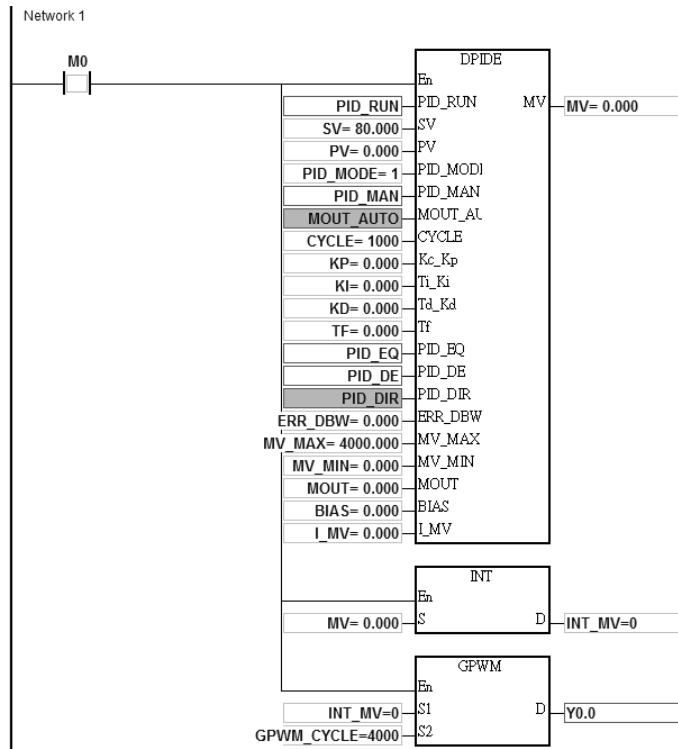 Network 1
M0
DPIDE
En
PID_RUN PID_RUN MV MV= 0.000
SV= 80.000 SV
PV= 0.000 PV
PID_MODE= 1 PID_MODI
PID_MAN PID_MAN
MOUT_AUTO MOUT_AU
CYCLE= 1000 CYCLE
KP= 0.000 Kc_Kp
KI= 0.000 Ti_Ki
KD= 0.000 Td_Kd
TF= 0.000 Tf
PID_EQ PID_EQ
PID_DE PID_DE
PID_DIR PID_DIR
ERR_DBW= 0.000 ERR_DBW
MV_MAX= 4000.000 MV_MAX
MV_MIN= 0.000 MV_MIN
MOUT= 0.000 MOUT
BIAS= 0.000 BIAS
I_MV= 0.000 I_MV
INT
En
MV= 0.000 S D INT_MV=0
GPWM
En
INT_MV=0 S1 D Y0.0
GPWM_CYCLE=4000 S2